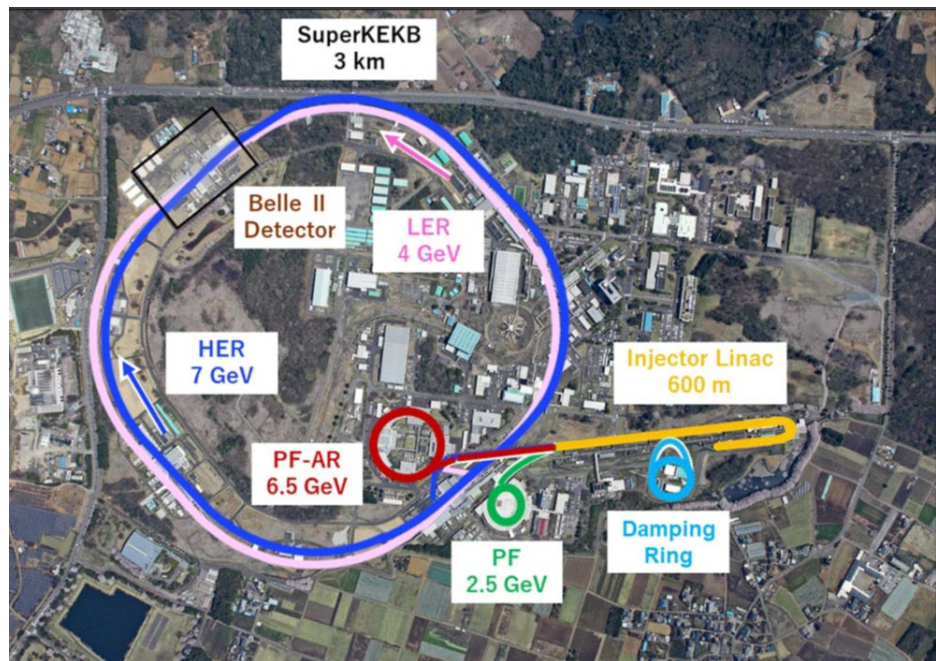 SuperKEKB
3 km
Belle II
Detector
LER
4 GeV
HER
7 GeV
Injector Linac
600 m
PF-AR
6.5 GeV
PF
2.5 GeV
Damping
Ring